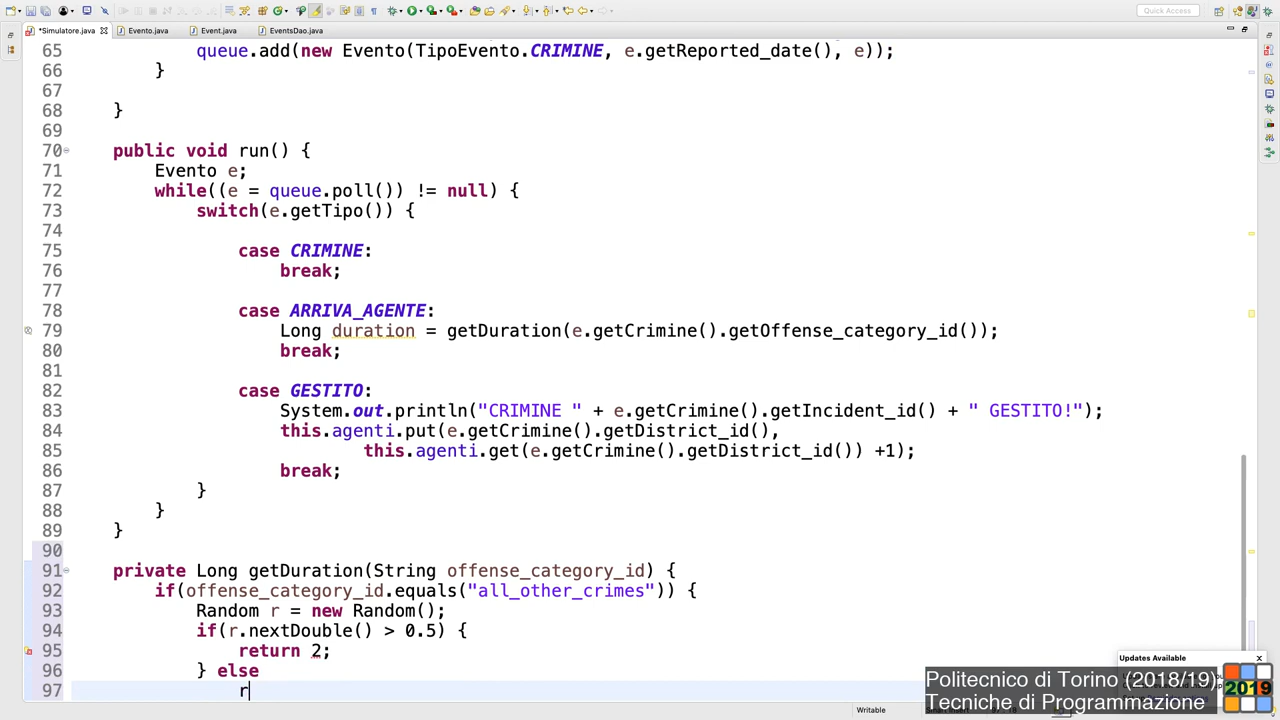 Quick Access
*Simulatore.java
Evento.java
Event.java
EventsDao.java
65 queue.add(new Evento(TipoEvento.CRIMINE, e.getReported_date(), e));
66 }
67
68 }
69
70 public void run() {
71 Evento e;
72 while((e = queue.poll()) != null) {
73 switch(e.getTipo()) {
74
75 case CRIMINE:
76 break;
77
78 case ARRIVA_AGENTE:
79 Long duration = getDuration(e.getCrimine().getOffense_category_id());
80 break;
81
82 case GESTITO:
83 System.out.println("CRIMINE " + e.getCrimine().getIncident_id() + " GESTITO!");
84 this.agenti.put(e.getCrimine().getDistrict_id(),
85 this.agenti.get(e.getCrimine().getDistrict_id()) +1);
86 break;
87 }
88 }
89 }
90
91 private Long getDuration(String offense_category_id) {
92 if(offense_category_id.equals("all_other_crimes")) {
93 Random r = new Random();
94 if(r.nextDouble() > 0.5) {
95 return 2;
96 } else
97 r
Updates Available
Politecnico di Torino (2018/19)
Tecniche di Programmazione
2019
Writable